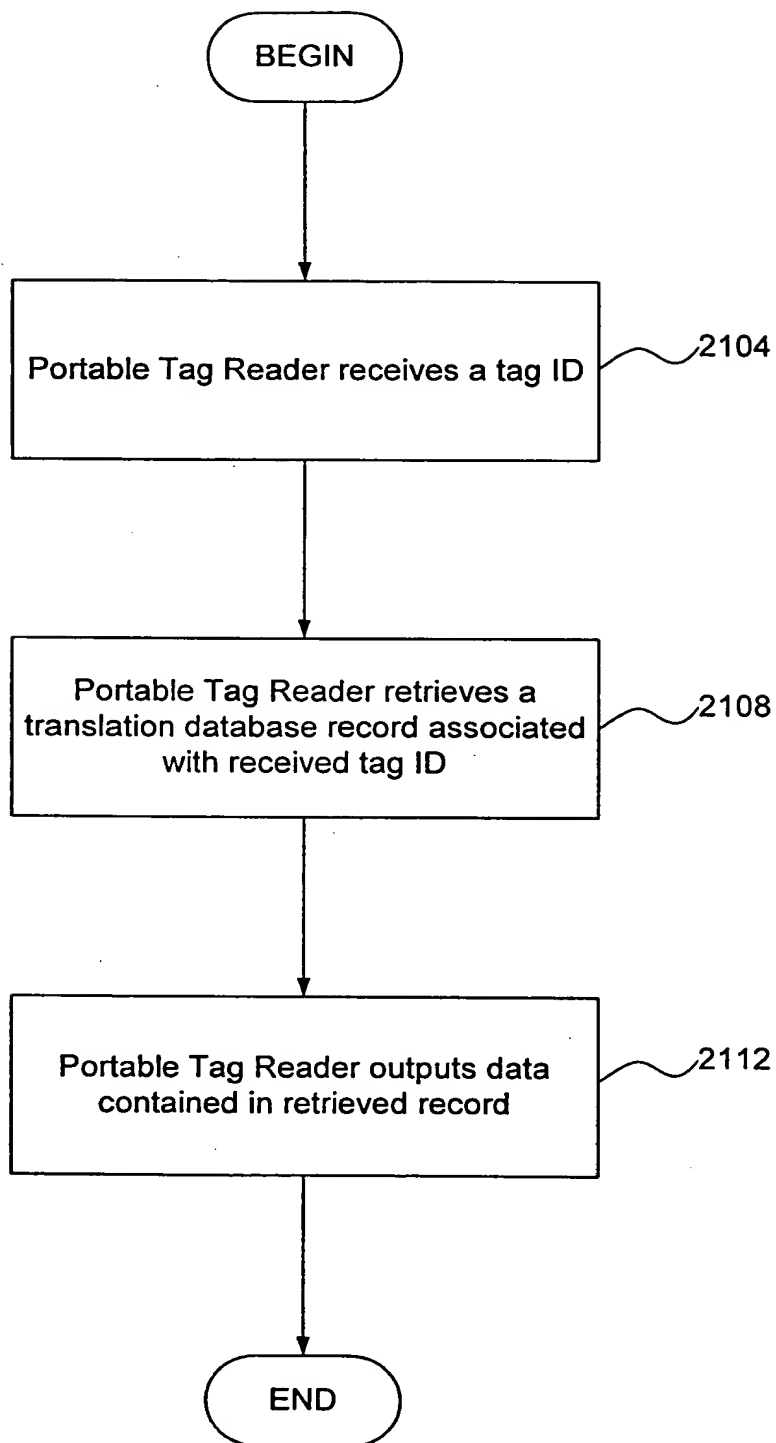 BEGIN
Portable Tag Reader receives a tag ID
2104
Portable Tag Reader retrieves a
translation database record associated
with received tag ID
2108
Portable Tag Reader outputs data
contained in retrieved record
2112
END